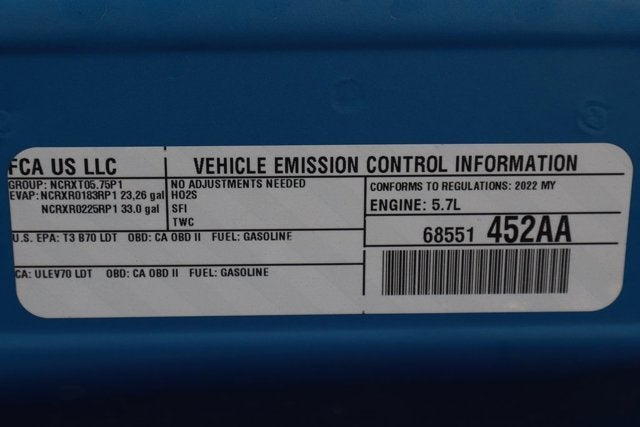 FCA US LLC
VEHICLE EMISSION CONTROL INFORMATION
GROUP: NCRXT05.75P1
EVAP: NCRXR0183RP1 23,26 gal
NCRXR0225RP1 33.0 gal
NO ADJUSTMENTS NEEDED
HO2S
SFI
TWC
CONFORMS TO REGULATIONS: 2022 MY
ENGINE: 5.7L
68551 452AA
U.S. EPA: T3 B70 LDT OBD: CA OBD II FUEL: GASOLINE
CA: ULEV70 LDT OBD: CA OBD II FUEL: GASOLINE